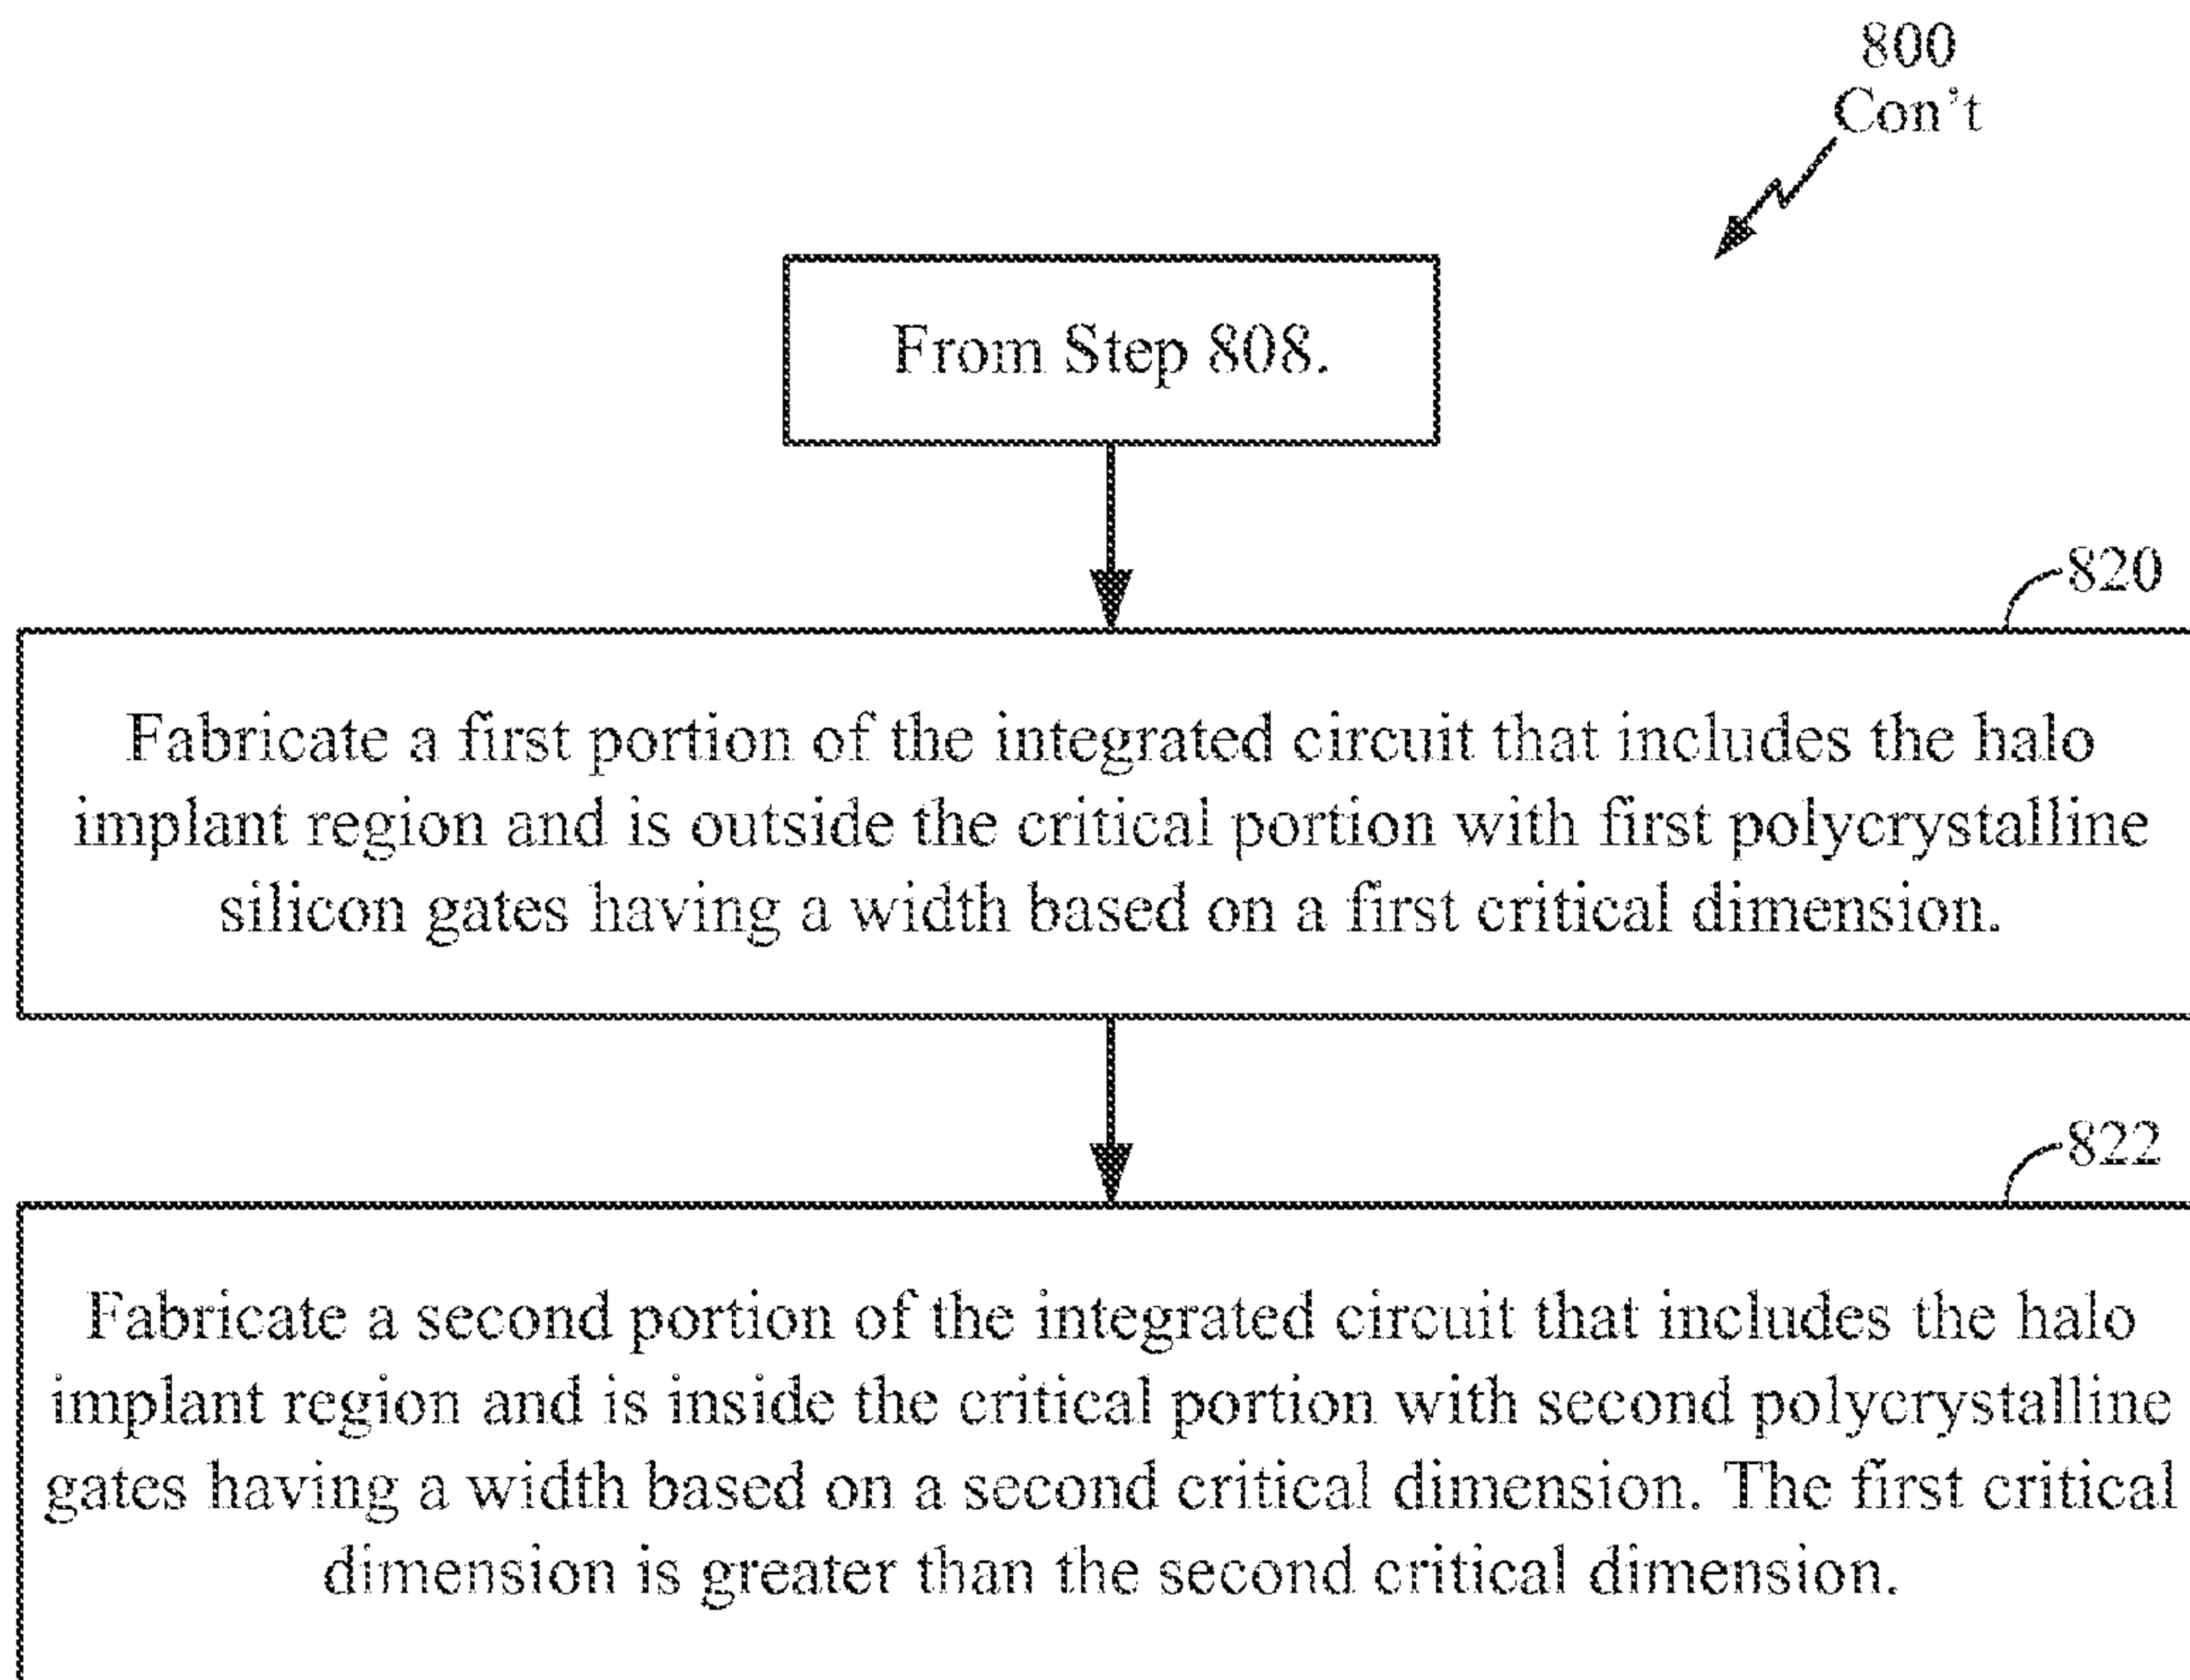 800
Con't
From Step 808.
820
Fabricate a first portion of the integrated circuit that includes the halo
implant region and is outside the critical portion with first polycrystalline
silicon gates having a width based on a first critical dimension.
822
Fabricate a second portion of the integrated circuit that includes the halo
implant region and is inside the critical portion with second polycrystalline
gates having a width based on a second critical dimension. The first critical
dimension is greater than the second critical dimension.